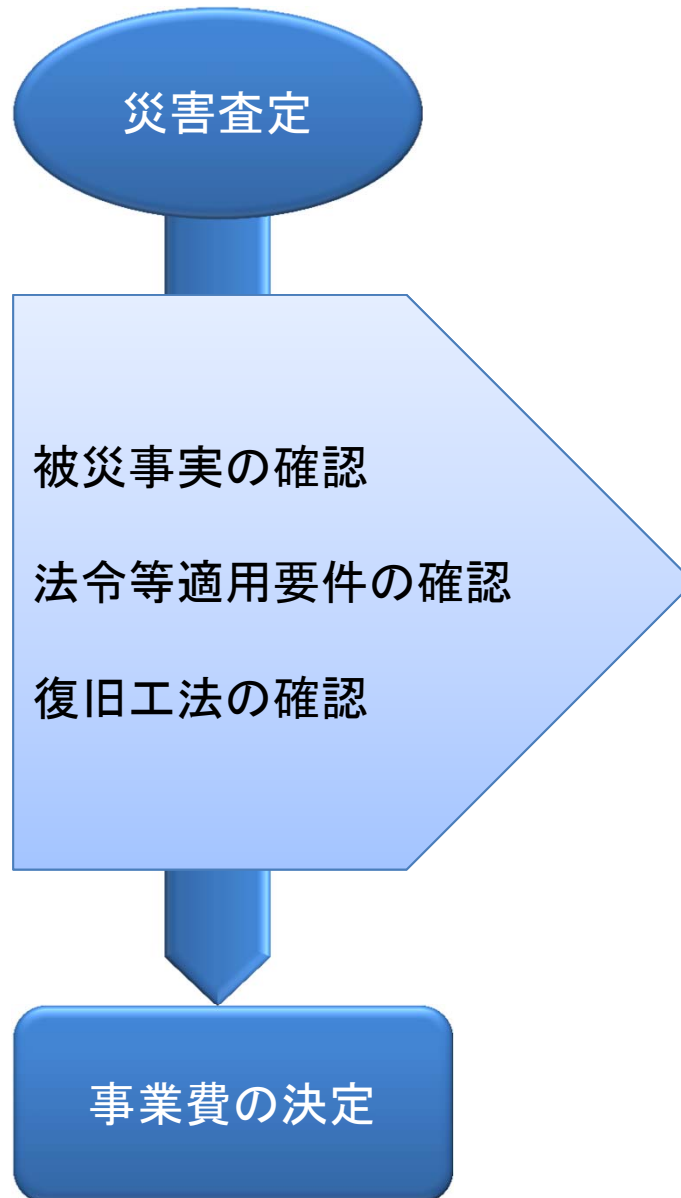 災害査定
被災事実の確認
法令等適用要件の確認
復旧工法の確認
事業費の決定